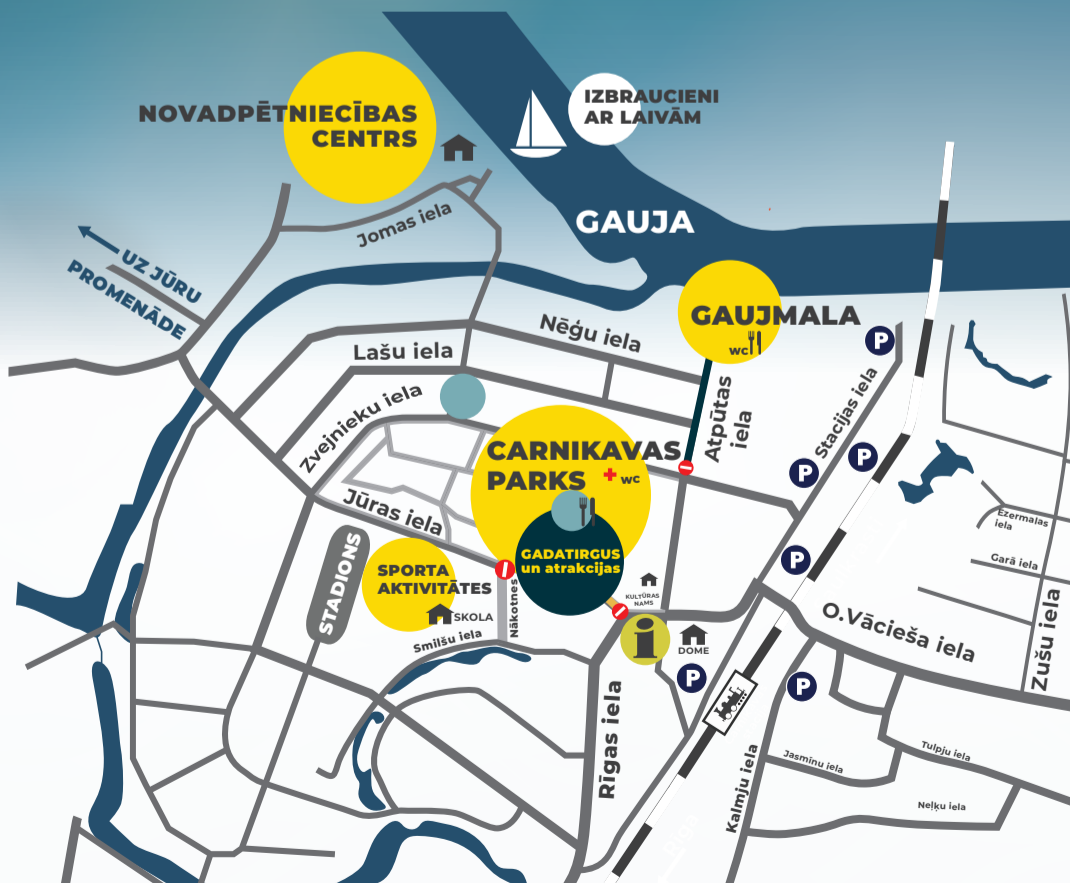 NOVADPĒTNIECĪBAS
CENTRS
IZBRAUCIENI
AR LAIVĀM
GAUJA
Jomas iela
UZ JŪRU
PROMENĀDE
GAUJMALA
WC
P
Nēģu iela
Lašu iela
Zvejnieku iela
Atpūtas
iela
Stacijas iela
P
P
CARNIKAVAS
PARKS
WC
Jūras iela
STADIONS
SPORTA
AKTIVITĀTES
SKOLA
Nākotnes
Smilšu iela
GADATIRGUS
un atrakcijas
KULTŪRAS
NAMS
i
DOME
P
P
P
Ezermalas
iela
Garā iela
O.Vācieša iela
Zušu iela
Rīgas iela
Kalmju iela
Jasmīnu iela
Tulpju iela
Neļķu iela
Rīga